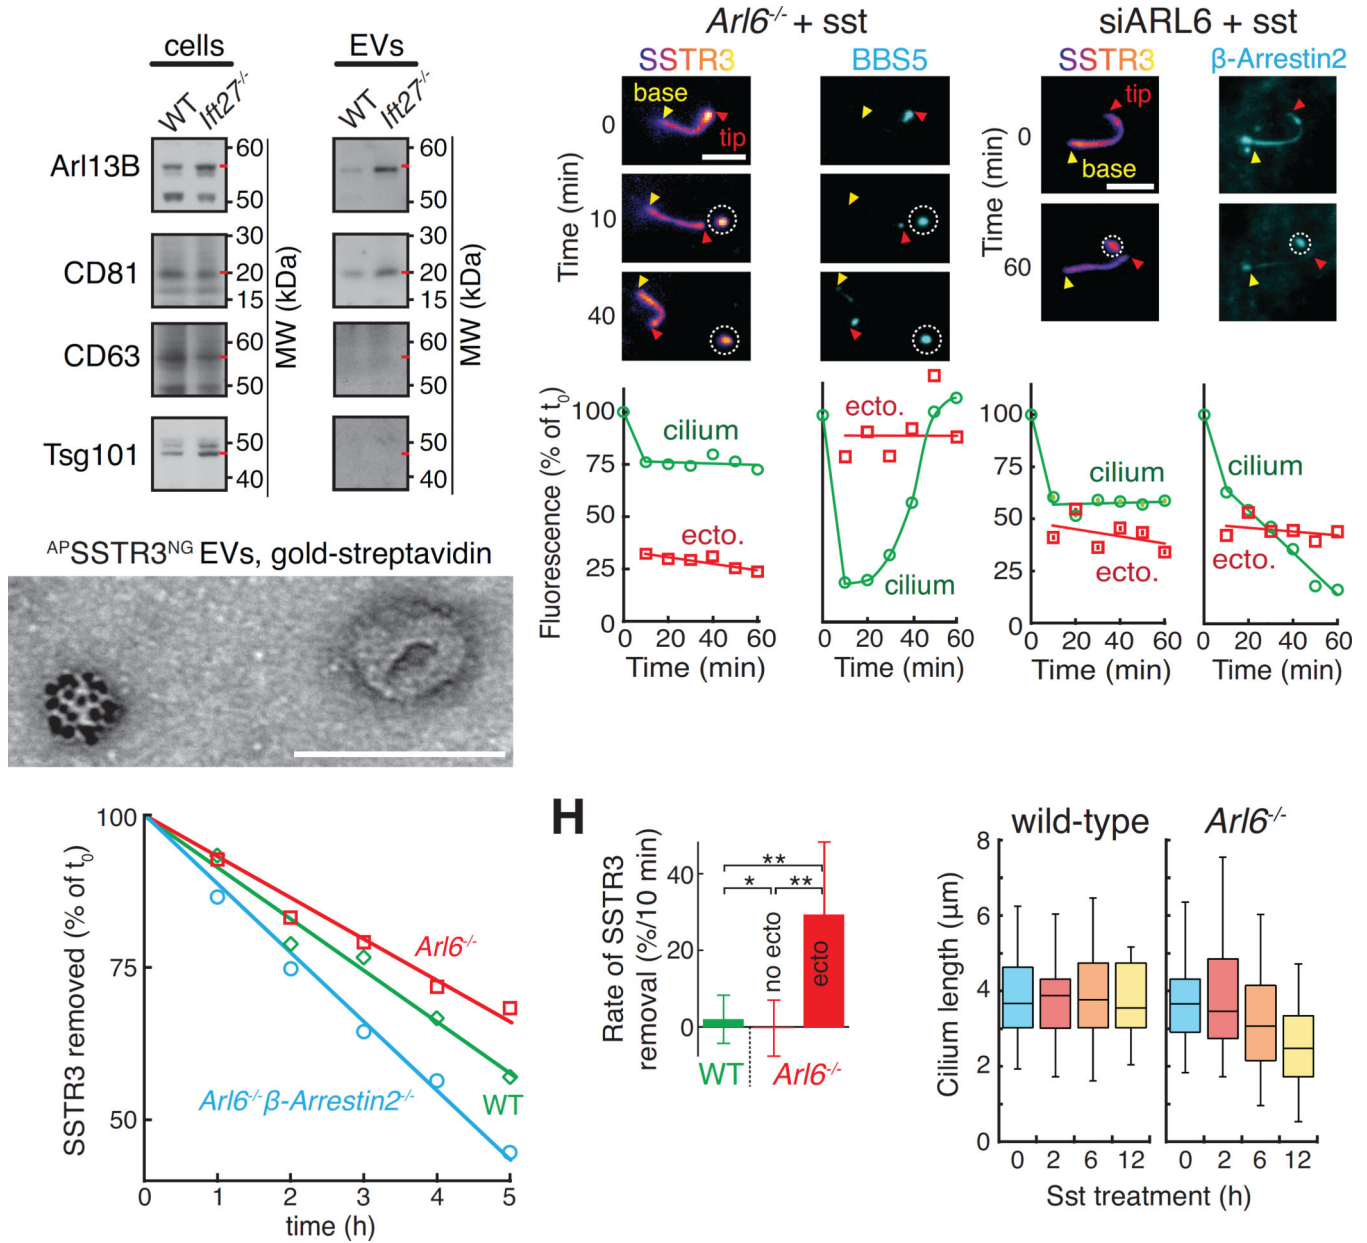 cells
EVs
WT
Ift27-/-
WT
Ift27-/-
Arl13B
60
50
60
50
CD81
30
20
15
30
20
15
CD63
60
50
60
50
Tsg101
50
40
50
40
MW (kDa)
MW (kDa)
APSSTR3NG EVs, gold-streptavidin
Arl6-/- + sst
SSTR3
BBS5
base
tip
0
10
40
Time (min)
siARL6 + sst
SSTR3
β-Arrestin2
tip
base
0
60
Time (min)
Fluorescence (% of t0)
100
75
50
25
0
cilium
ecto.
0 20 40 60
Time (min)
ecto.
cilium
0 20 40 60
Time (min)
100
75
50
25
0
cilium
ecto.
0 20 40 60
Time (min)
cilium
ecto.
0 20 40 60
Time (min)
SSTR3 removed (% of t0)
100
75
50
Arl6-/-
WT
Arl6-/-β-Arrestin2-/-
0 1 2 3 4 5
time (h)
H
Rate of SSTR3
removal (%/10 min)
40
20
0
**
* **
no ecto
ecto
WT
Arl6-/-
wild-type
Arl6-/-
Cilium length (µm)
8
6
4
2
0
0 2 6 12
0 2 6 12
Sst treatment (h)